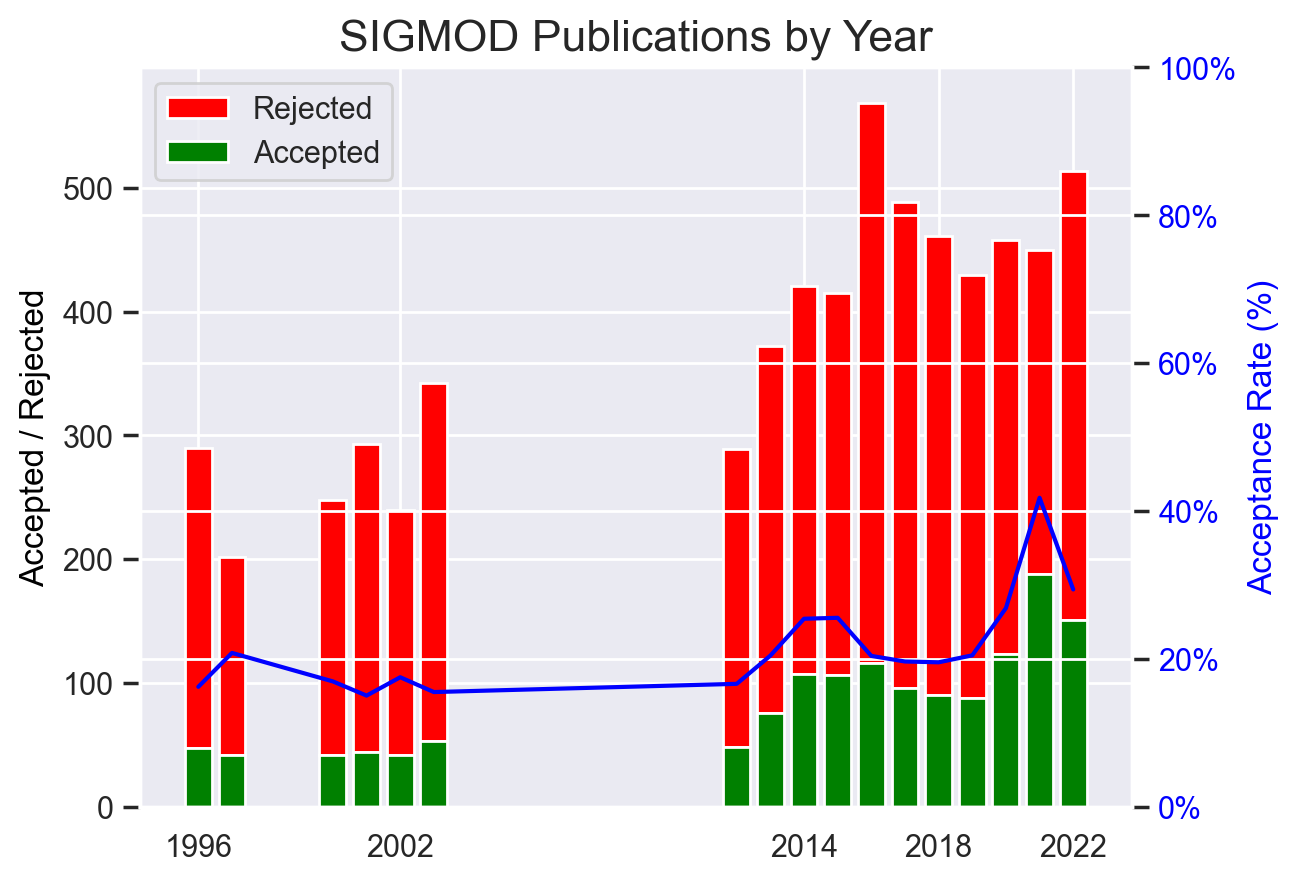 SIGMOD Publications by Year
Rejected
Accepted
Accepted / Rejected
500
400
300
200
100
0
100%
80%
60%
40%
20%
0%
Acceptance Rate (%)
1996 2002 2014 2018 2022